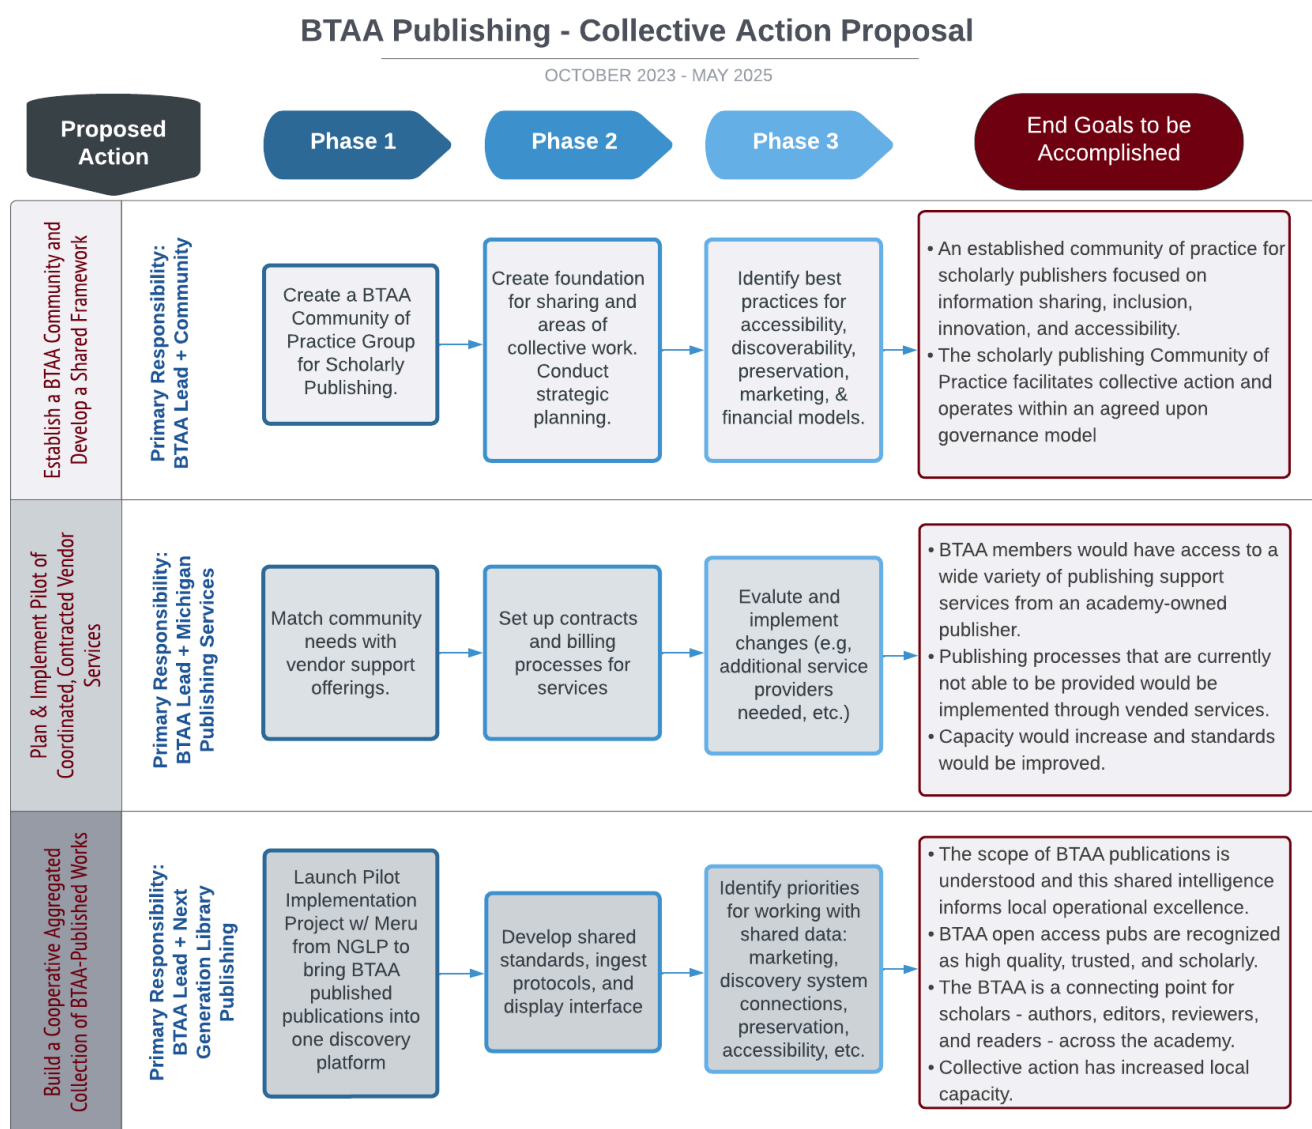 BTAA Publishing - Collective Action Proposal
OCTOBER 2023 - MAY 2025
Proposed
Action
Phase 1
Phase 2
Phase 3
End Goals to be
Accomplished
Establish a BTAA Community and
Develop a Shared Framework
Primary Responsibility:
BTAA Lead + Community
Create a BTAA
Community of
Practice Group
for Scholarly
Publishing.
Create foundation
for sharing and
areas of
collective work.
Conduct
strategic
planning.
Identify best
practices for
accessibility,
discoverability,
preservation,
marketing, &
financial models.
• An established community of practice for
scholarly publishers focused on
information sharing, inclusion,
innovation, and accessibility.
• The scholarly publishing Community of
Practice facilitates collective action and
operates within an agreed upon
governance model
Plan & Implement Pilot of
Coordinated, Contracted Vendor
Services
Primary Responsibility:
BTAA Lead + Michigan
Publishing Services
Match community
needs with
vendor support
offerings.
Set up contracts
and billing
processes for
services
Evalute and
implement
changes (e.g,
additional service
providers
needed, etc.)
• BTAA members would have access to a
wide variety of publishing support
services from an academy-owned
publisher.
• Publishing processes that are currently
not able to be provided would be
implemented through vended services.
• Capacity would increase and standards
would be improved.
Build a Cooperative Aggregated
Collection of BTAA-Published Works
Primary Responsibility:
BTAA Lead + Next
Generation Library
Publishing
Launch Pilot
Implementation
Project w/ Meru
from NGLP to
bring BTAA
published
publications into
one discovery
platform
Develop shared
standards, ingest
protocols, and
display interface
Identify priorities
for working with
shared data:
marketing,
discovery system
connections,
preservation,
accessibility, etc.
• The scope of BTAA publications is
understood and this shared intelligence
informs local operational excellence.
• BTAA open access pubs are recognized
as high quality, trusted, and scholarly.
• The BTAA is a connecting point for
scholars - authors, editors, reviewers,
and readers - across the academy.
• Collective action has increased local
capacity.